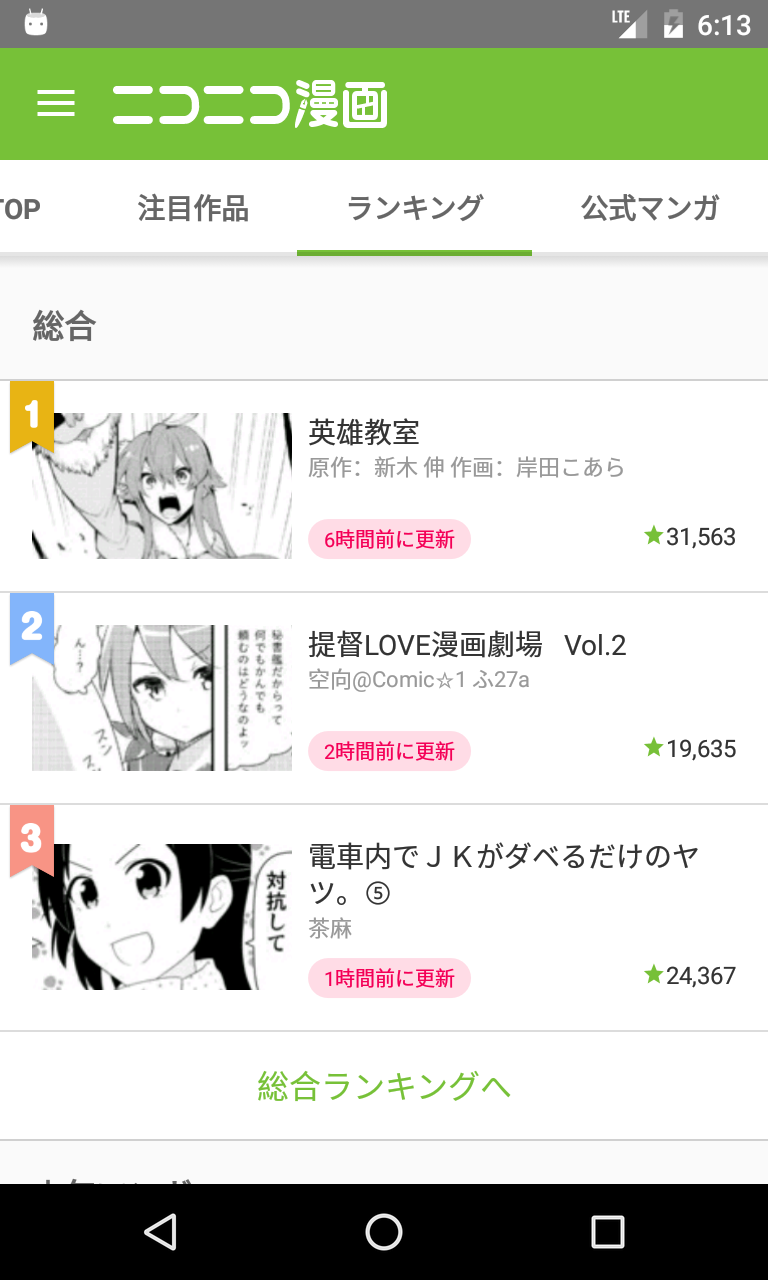 LTE 6:13
ニコニコ漫画
TOP 注目作品 ランキング 公式マンガ
総合
1
英雄教室
原作：新木 伸 作画：岸田こあら
6時間前に更新 ★31,563
2
ん…？
秘書艦だからって
何でもかんでも
頼むのはどうなのよッ
スン
提督LOVE漫画劇場 Vol.2
空向@Comic☆1 ふ27a
2時間前に更新 ★19,635
3
対抗して
電車内でＪＫがダベるだけのヤ
ツ。⑤
茶麻
1時間前に更新 ★24,367
総合ランキングへ